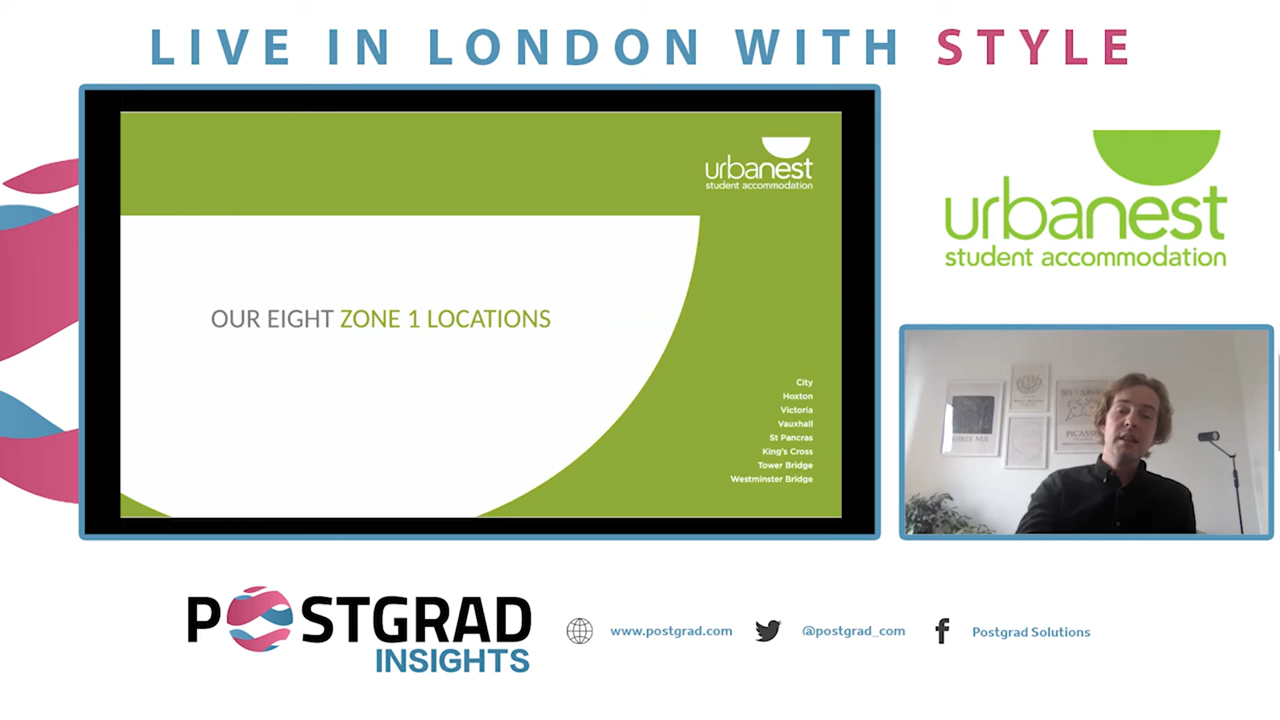 LIVE IN LONDON WITH STYLE
urbanest
student accommodation
OUR EIGHT ZONE 1 LOCATIONS
City
Hoxton
Victoria
Vauxhall
St Pancras
King's Cross
Tower Bridge
Westminster Bridge
urbanest
student accommodation
PICASSO
POSTGRAD
INSIGHTS
www.postgrad.com
@postgrad_com
Postgrad Solutions